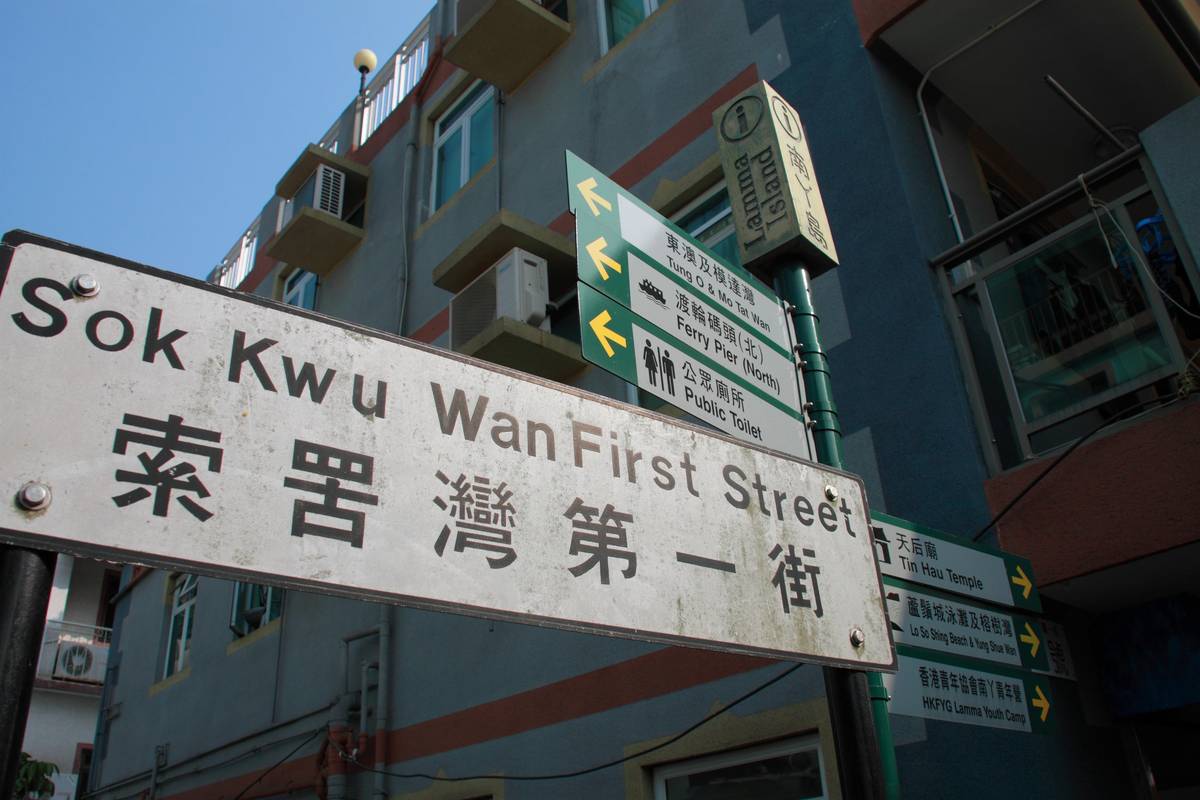 Sok Kwu Wan First Street
索罟灣第一街
i
Lamma
Island
i
南丫島
東澳及模達灣
Tung O & Mo Tat Wan
渡輪碼頭(北)
Ferry Pier (North)
公眾廁所
Public Toilet
天后廟
Tin Hau Temple
蘆鬚城泳灘及榕樹灣
Lo So Shing Beach & Yung Shue Wan
香港青年協會南丫青年營
HKFYG Lamma Youth Camp